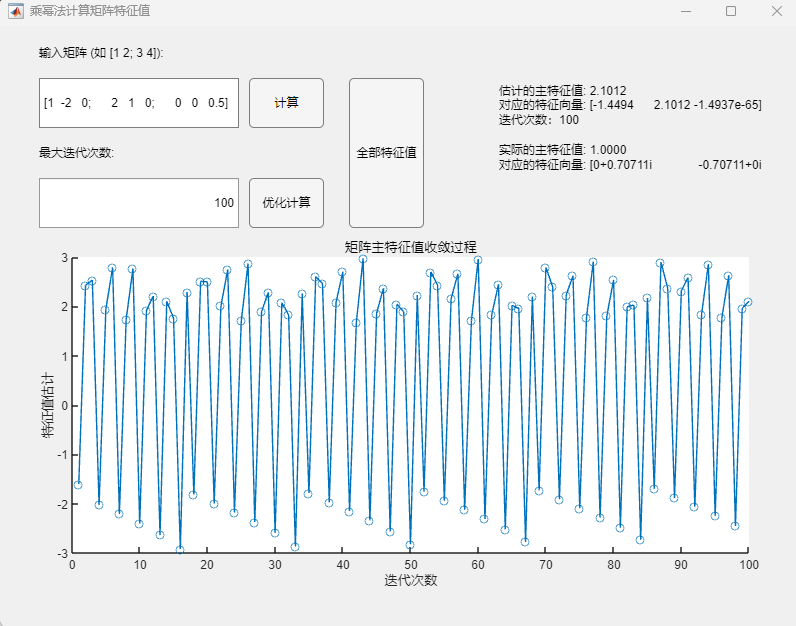 乘幂法计算矩阵特征值
输入矩阵 (如 [1 2; 3 4]):
[1 -2 0; 2 1 0; 0 0 0.5]
计算
全部特征值
估计的主特征值: 2.1012
对应的特征向量: [-1.4494 2.1012 -1.4937e-65]
迭代次数: 100
实际的主特征值: 1.0000
对应的特征向量: [0+0.70711i -0.70711+0i
最大迭代次数:
100
优化计算
矩阵主特征值收敛过程
特征值估计
3
2
1
0
-1
-2
-3
0 10 20 30 40 50 60 70 80 90 100
迭代次数